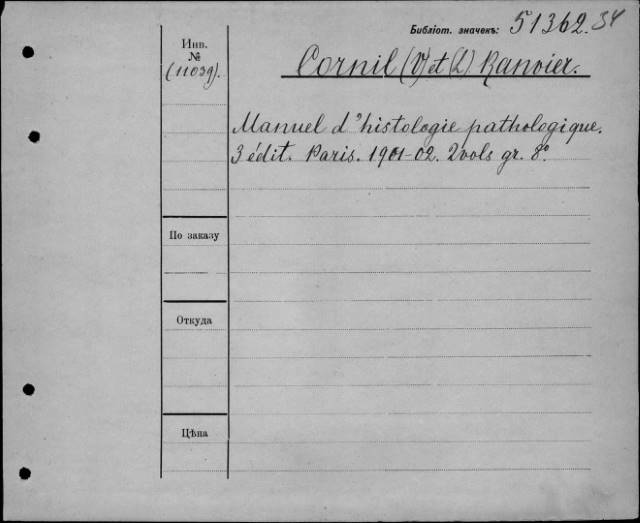 Библіот. значекъ: 51362. 34
Инв.
№
(11039).
Cornil (V) et (L) Ranvier.
Manuel d'histologie pathologique.
3 édit. Paris. 1901-02. 2 vols gr. 8°.
По заказу
Откуда
Цѣна